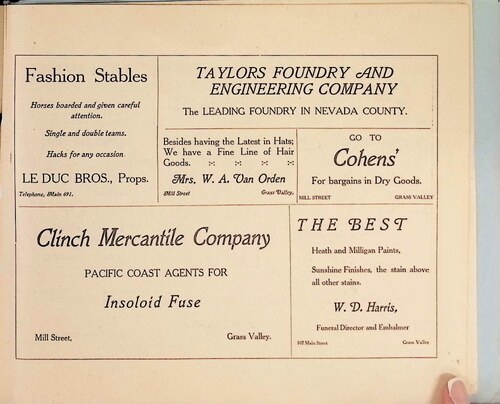 Fashion Stables
Horses boarded and given careful
attention.
Single and double teams.
Hacks for any occasion
LE DUC BROS., Props.
Telephone, Main 691.
TAYLORS FOUNDRY AND
ENGINEERING COMPANY
The LEADING FOUNDRY IN NEVADA COUNTY.
Besides having the Latest in Hats;
We have a Fine Line of Hair
Goods.
Mrs. W. A. Van Orden
Mill Street Grass Valley.
GO TO
Cohens'
For bargains in Dry Goods.
MILL STREET GRASS VALLEY
Clinch Mercantile Company
PACIFIC COAST AGENTS FOR
Insoloid Fuse
Mill Street, Grass Valley.
THE BEST
Heath and Milligan Paints,
Sunshine Finishes, the stain above
all other stains.
W. D. Harris,
Funeral Director and Embalmer
Main Street Grass Valley